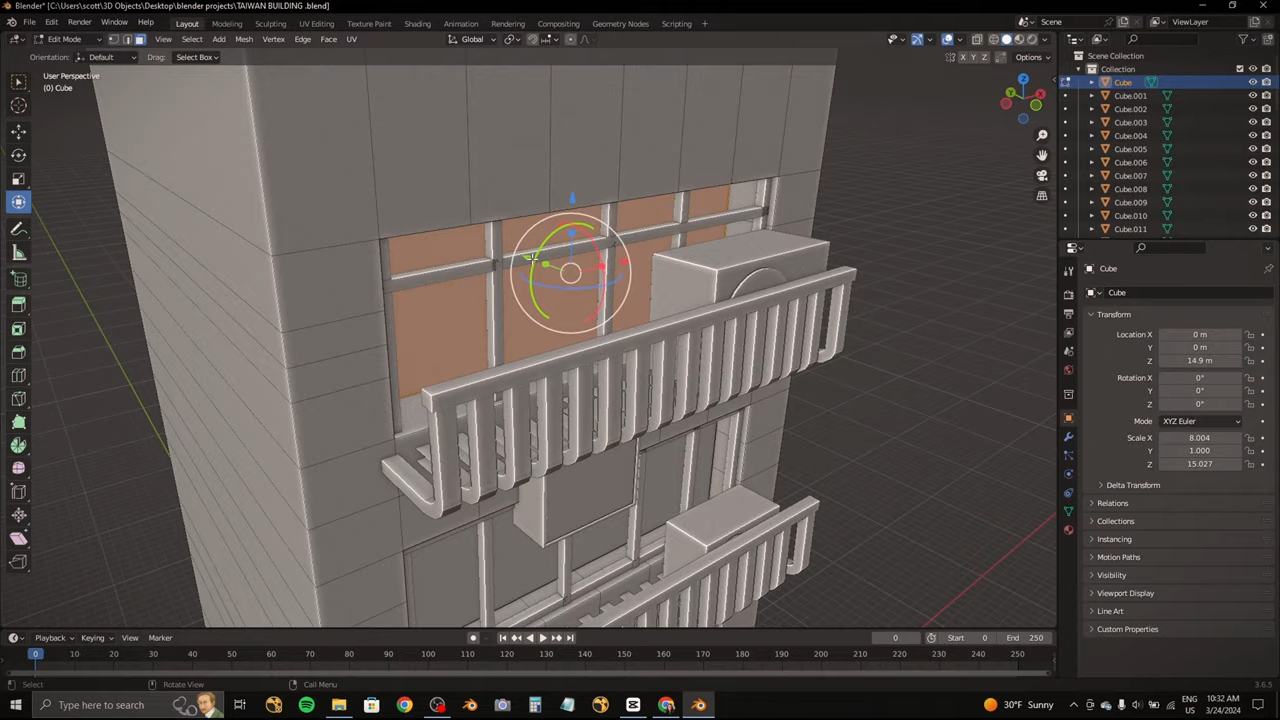 Blender* [C:\Users\scott\3D Objects\Desktop\blender projects\TAIWAN BUILDING .blend]
File Edit Render Window Help Layout Modeling Sculpting UV Editing Texture Paint Shading Animation Rendering Compositing Geometry Nodes Scripting Scene ViewLayer
Edit Mode View Select Add Mesh Vertex Edge Face UV Global
Orientation: Default Drag: Select Box X Y Z Options
User Perspective
(0) Cube
Scene Collection
Collection
Cube
Cube.001
Cube.002
Cube.003
Cube.004
Cube.005
Cube.006
Cube.007
Cube.008
Cube.009
Cube.010
Cube.011
Cube
Cube
Transform
Location X 0 m
Y 0 m
Z 14.9 m
Rotation X 0°
Y 0°
Z 0°
Mode XYZ Euler
Scale X 8.004
Y 1.000
Z 15.027
Delta Transform
Relations
Collections
Instancing
Motion Paths
Visibility
Viewport Display
Line Art
Custom Properties
Playback Keying View Marker 0 Start 0 End 250
0 10 20 30 40 50 60 70 80 90 100 110 120 130 140 150 160 170 180 190 200 210 220 230 240 250
Select Rotate View Call Menu 3.6.5
Type here to search 30°F Sunny ENG US 10:32 AM 3/24/2024